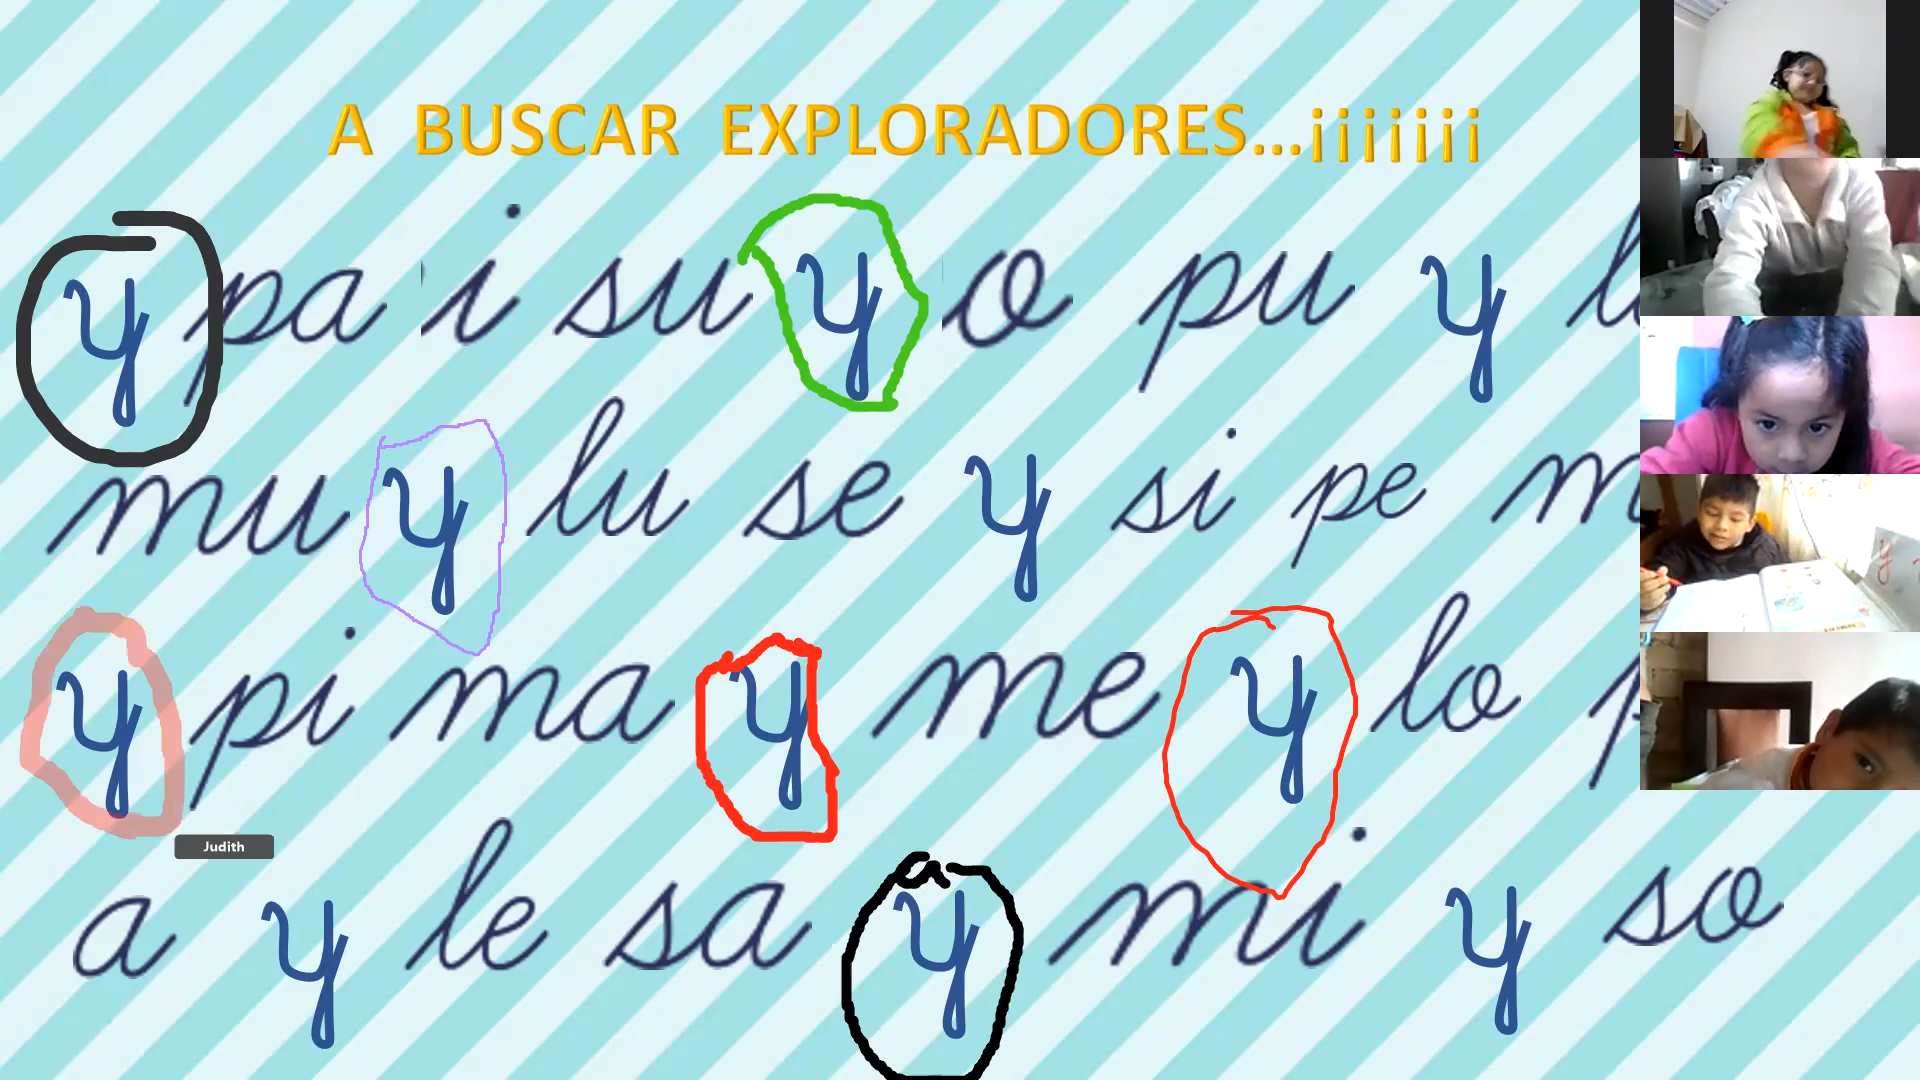 A BUSCAR EXPLORADORES...¡¡¡¡¡¡¡
y pa i su y o pu y
mu y lu se y si pe
y pi ma y me y lo
Judith
a y le sa y mi y so